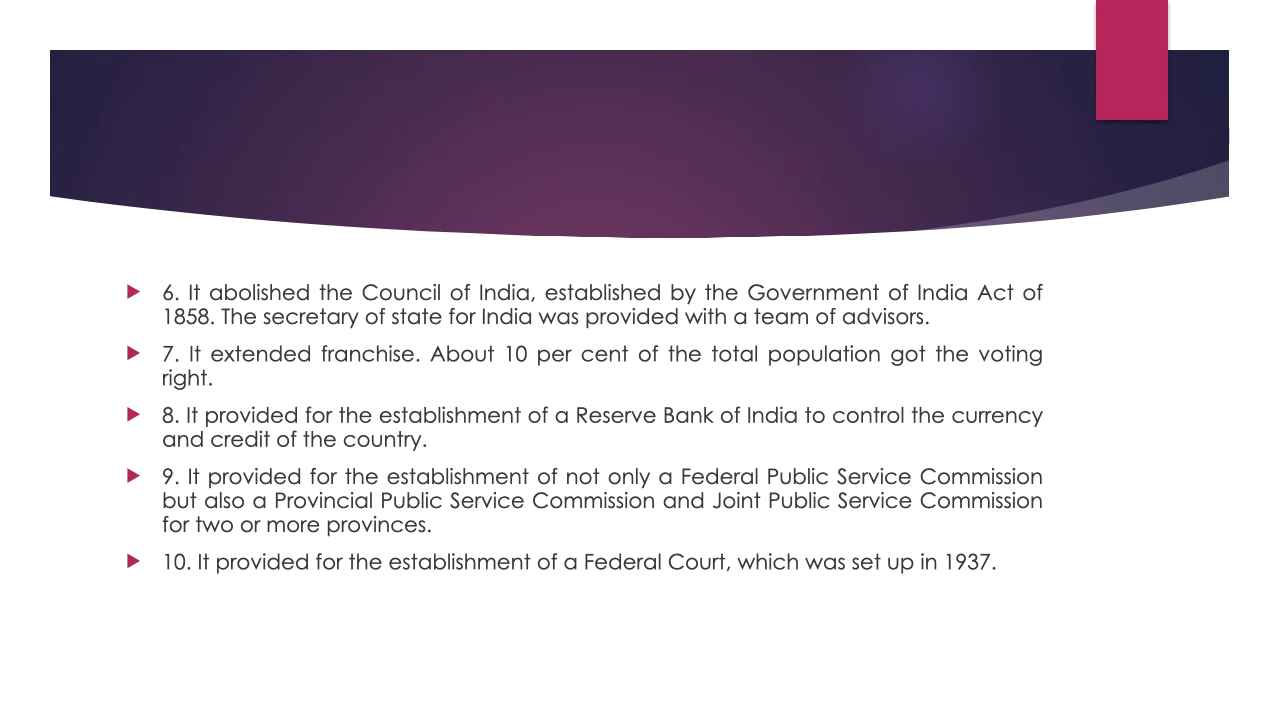 6. It abolished the Council of India, established by the Government of India Act of
1858. The secretary of state for India was provided with a team of advisors.
7. It extended franchise. About 10 per cent of the total population got the voting
right.
8. It provided for the establishment of a Reserve Bank of India to control the currency
and credit of the country.
9. It provided for the establishment of not only a Federal Public Service Commission
but also a Provincial Public Service Commission and Joint Public Service Commission
for two or more provinces.
10. It provided for the establishment of a Federal Court, which was set up in 1937.